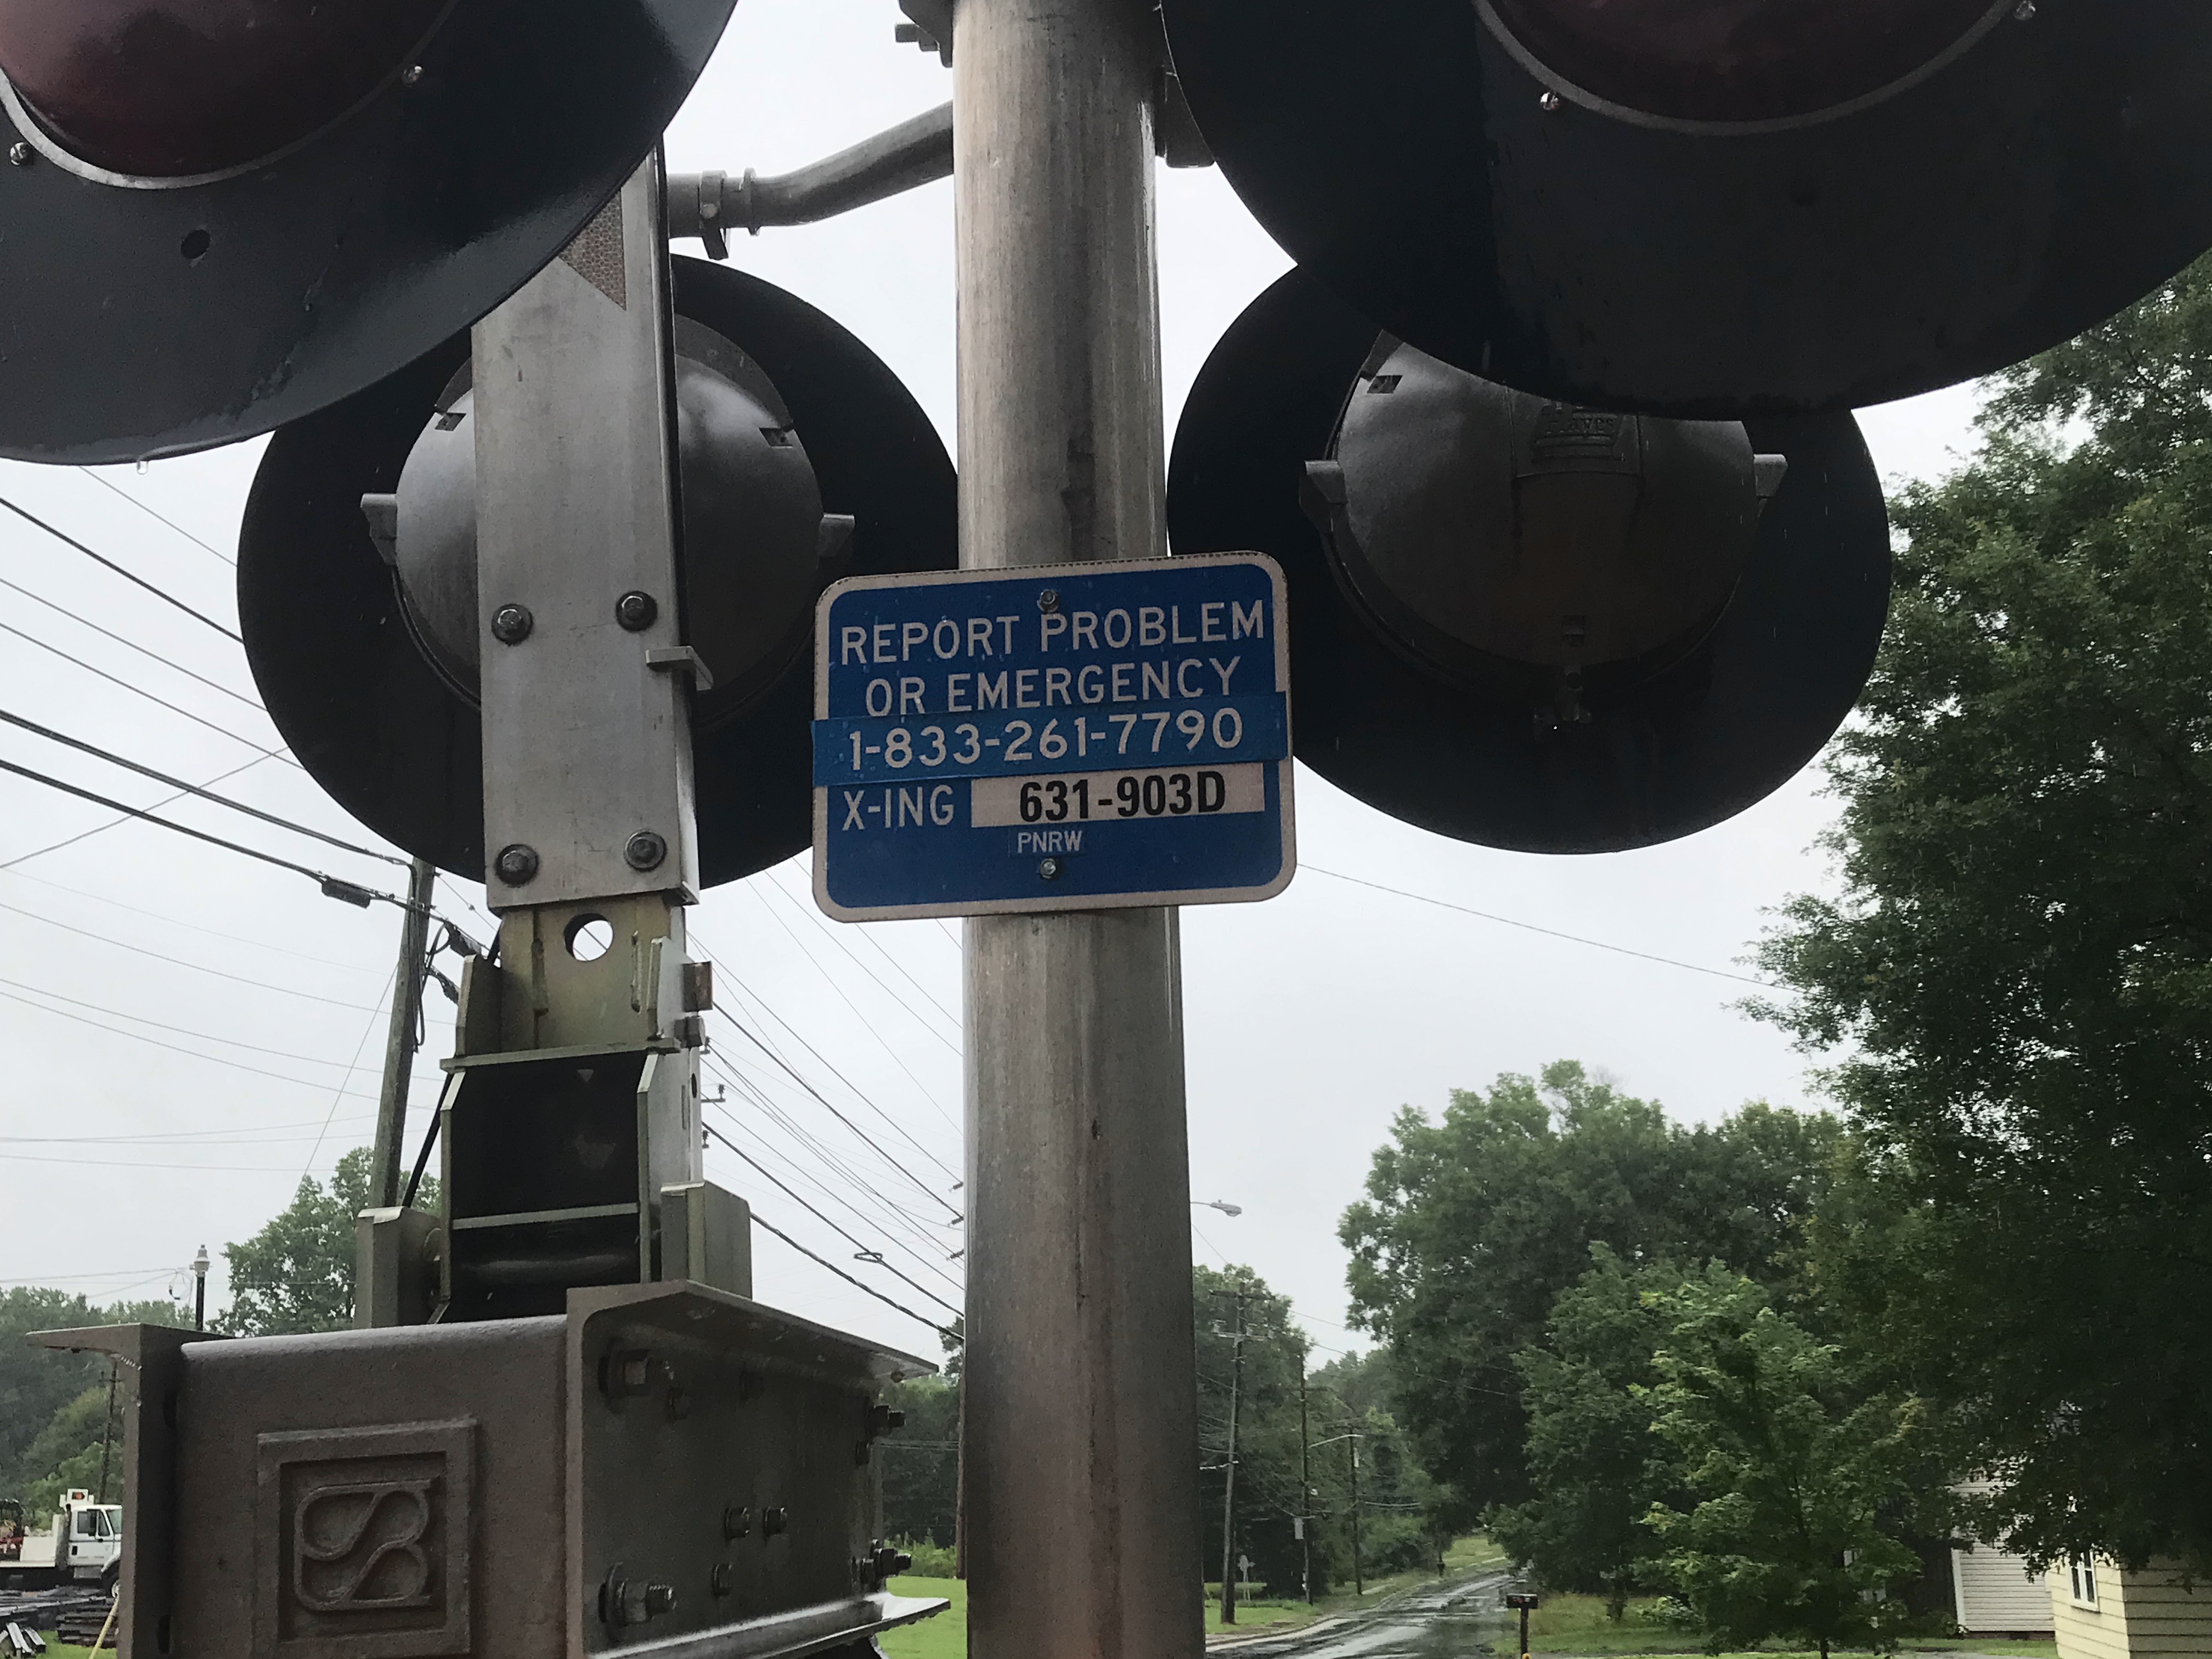 REPORT PROBLEM
OR EMERGENCY
1-833-261-7790
X-ING 631-903D
PNRW